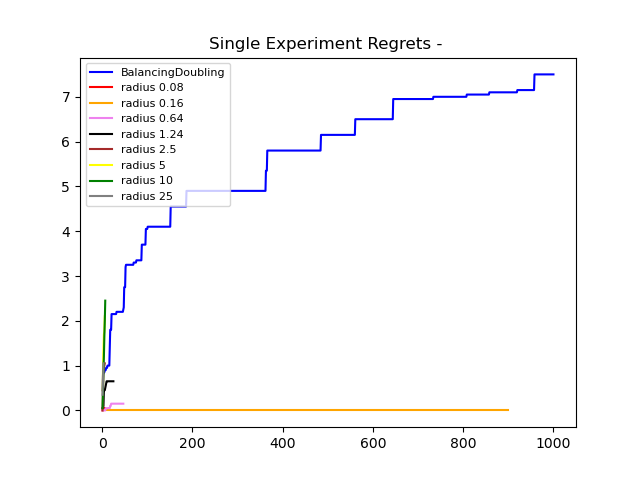 Single Experiment Regrets -
BalancingDoubling
radius 0.08
radius 0.16
radius 0.64
radius 1.24
radius 2.5
radius 5
radius 10
radius 25
7
6
5
4
3
2
1
0
0 200 400 600 800 1000